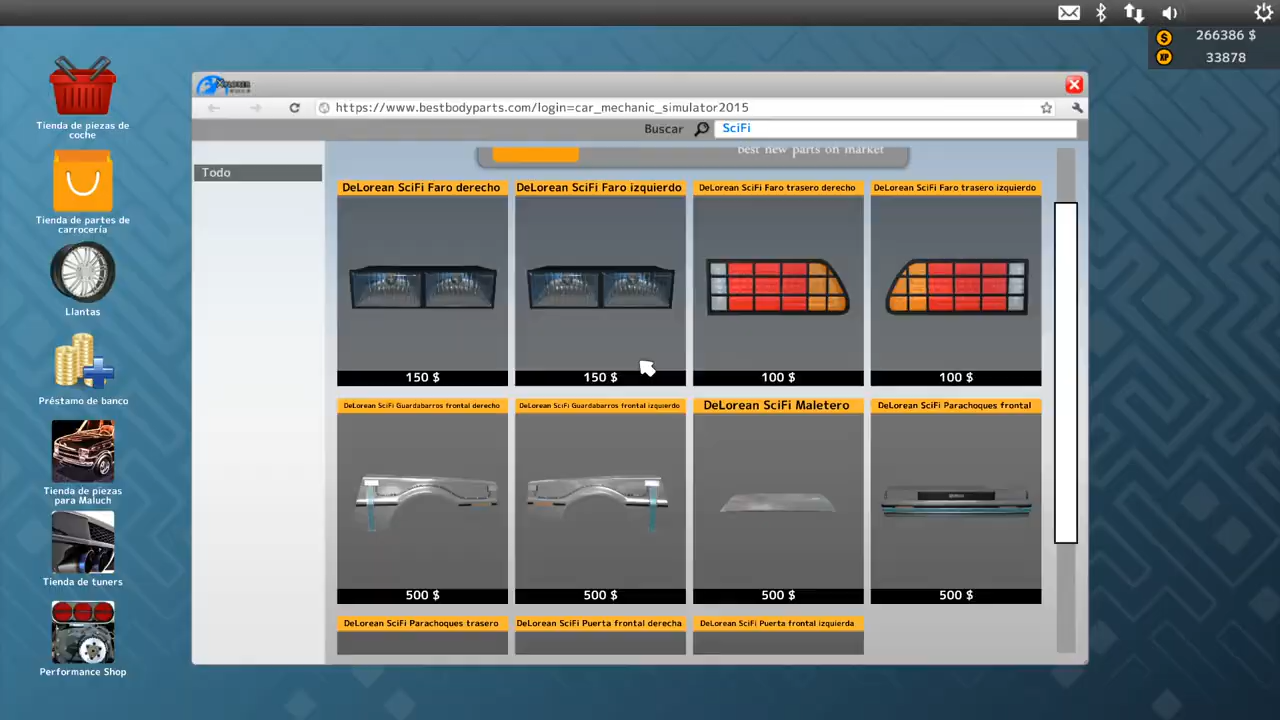 266386 $
33878
Tienda de piezas de
coche
Tienda de partes de
carrocería
Llantas
Préstamo de banco
Tienda de piezas
para Maluch
Tienda de tuners
Performance Shop
https://www.bestbodyparts.com/login=car_mechanic_simulator2015
Buscar
SciFi
Todo
best new parts on market
DeLorean SciFi Faro derecho
DeLorean SciFi Faro izquierdo
DeLorean SciFi Faro trasero derecho
DeLorean SciFi Faro trasero izquierdo
150 $
150 $
100 $
100 $
DeLorean SciFi Guardabarros frontal derecho
DeLorean SciFi Guardabarros frontal izquierdo
DeLorean SciFi Maletero
DeLorean SciFi Parachoques frontal
500 $
500 $
500 $
500 $
DeLorean SciFi Parachoques trasero
DeLorean SciFi Puerta frontal derecha
DeLorean SciFi Puerta frontal izquierda